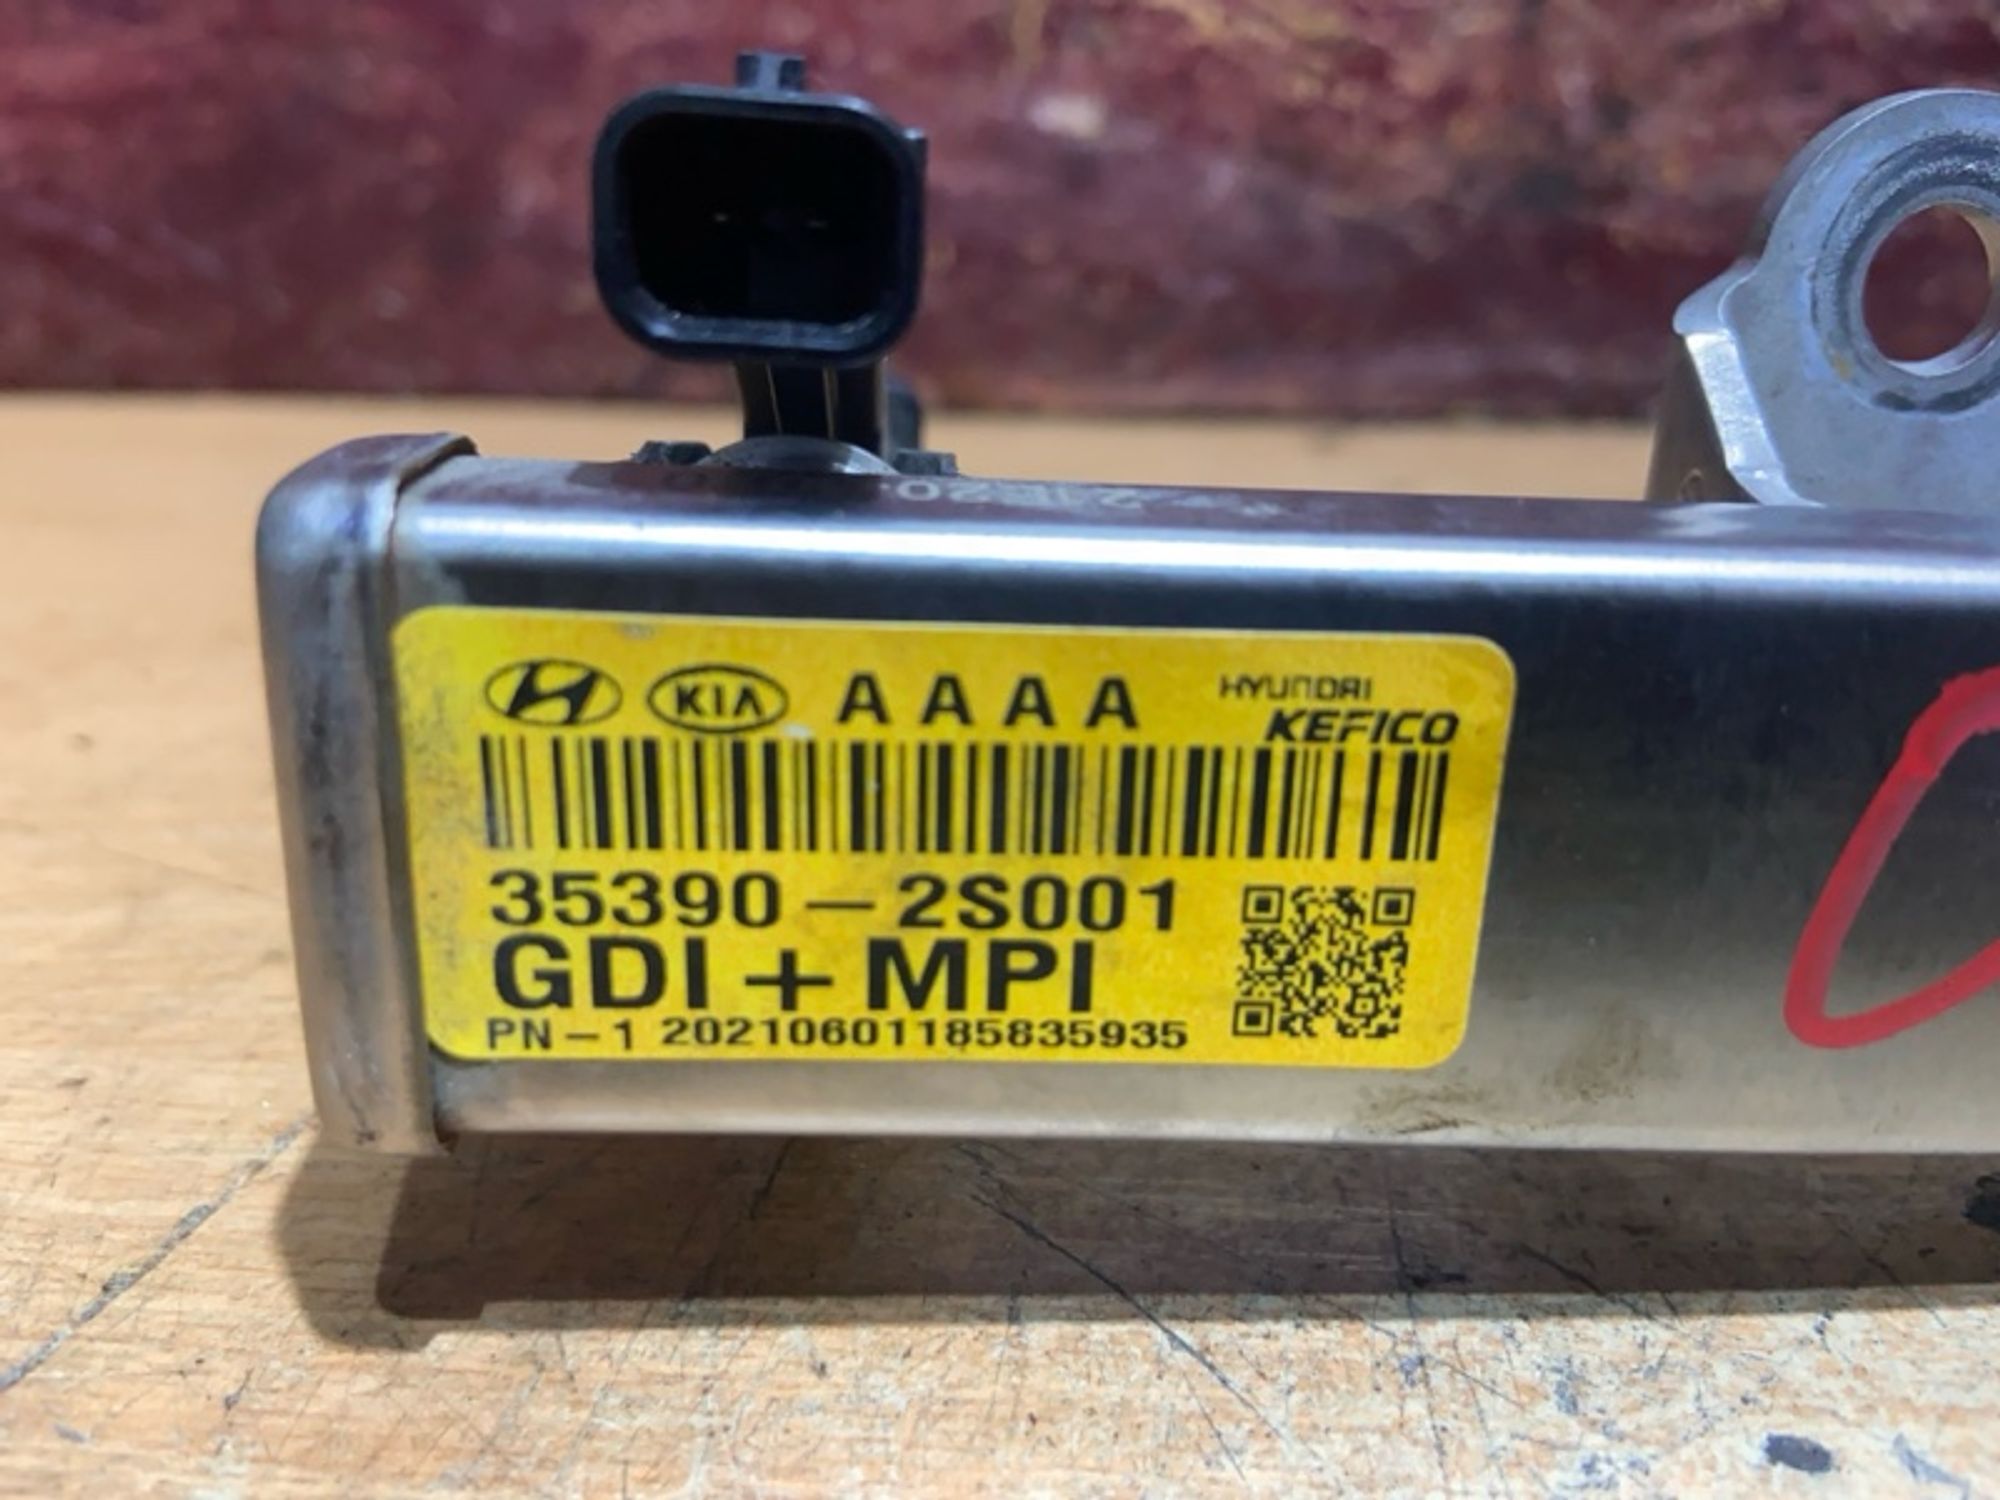 KIA AAAA HYUNDAI
KEFICO
35390-2S001
GDI+MPI
PN-1 20210601185835935